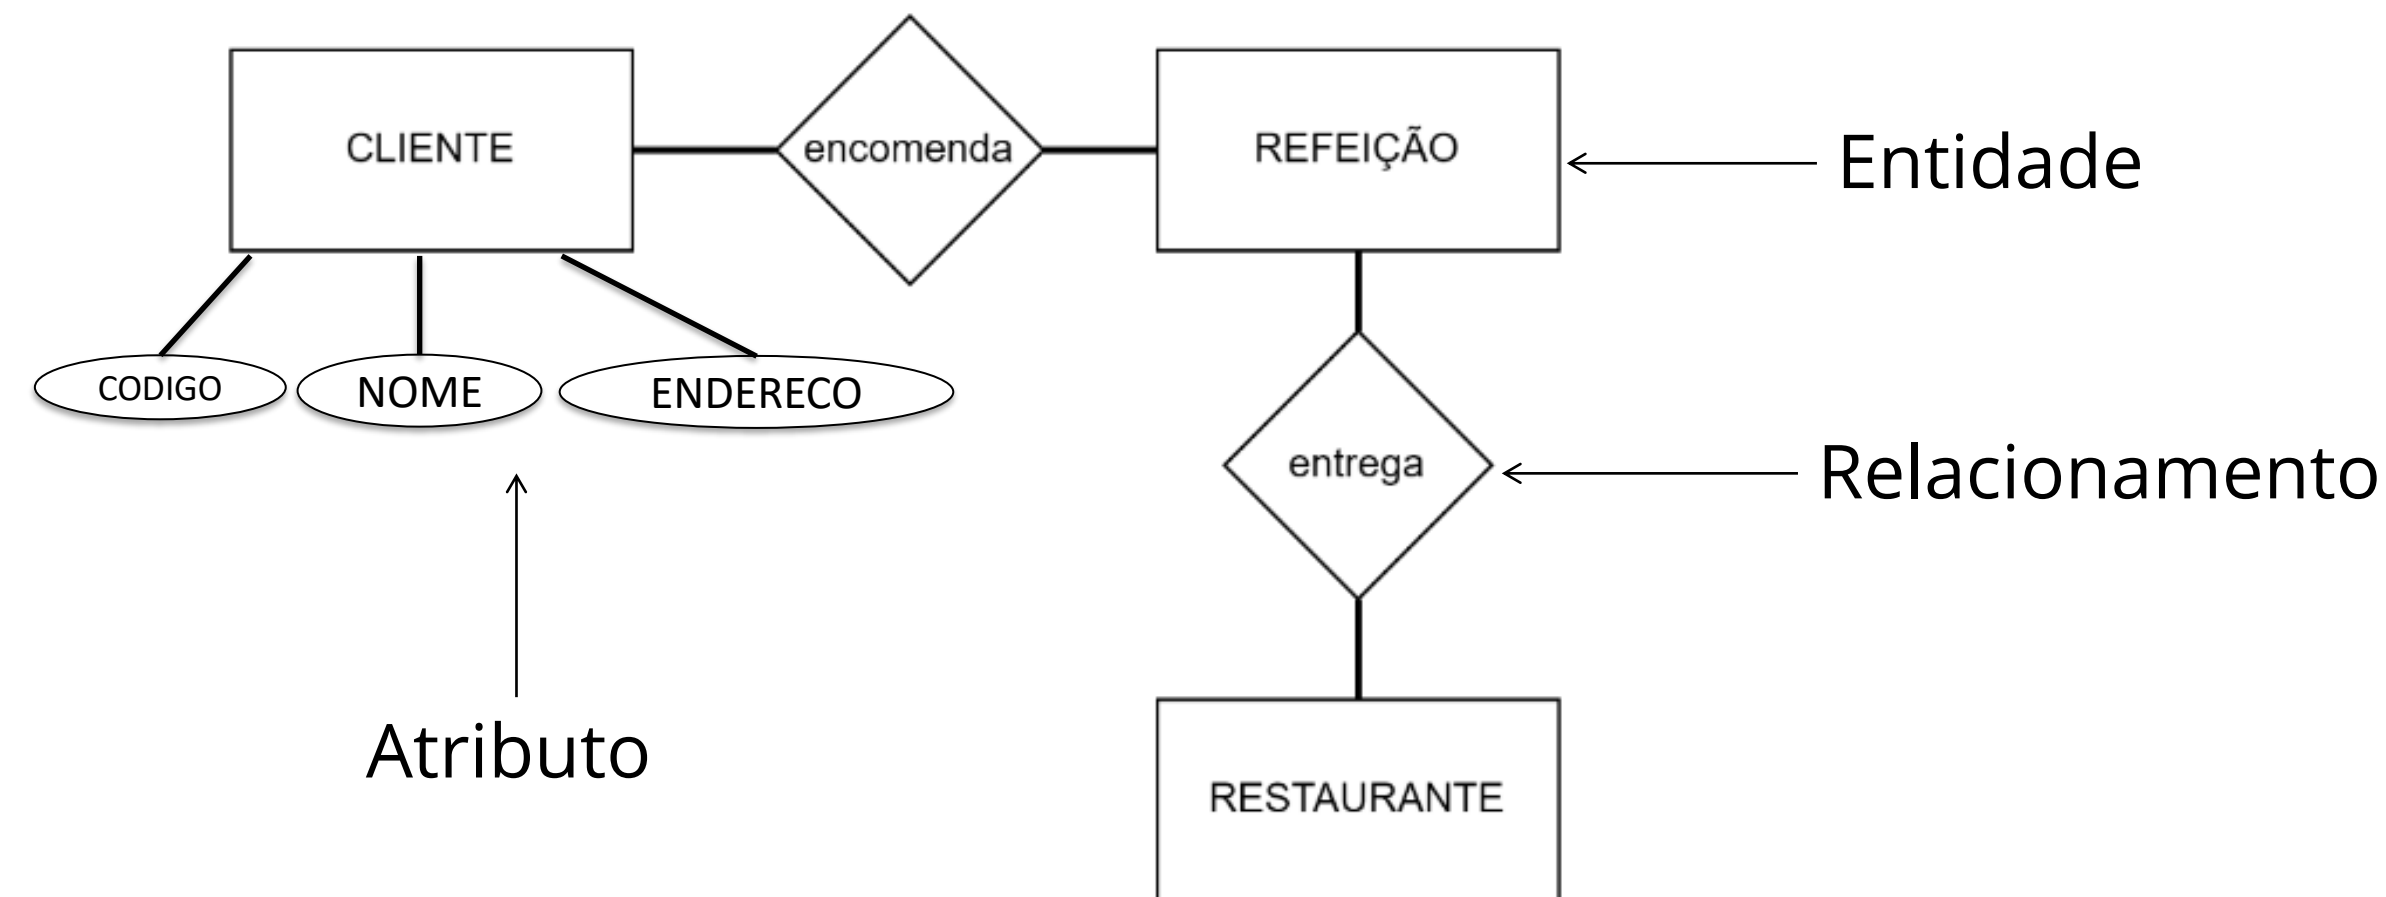 CLIENTE
encomenda
REFEIÇÃO
Entidade
CODIGO
NOME
ENDERECO
entrega
Relacionamento
Atributo
RESTAURANTE